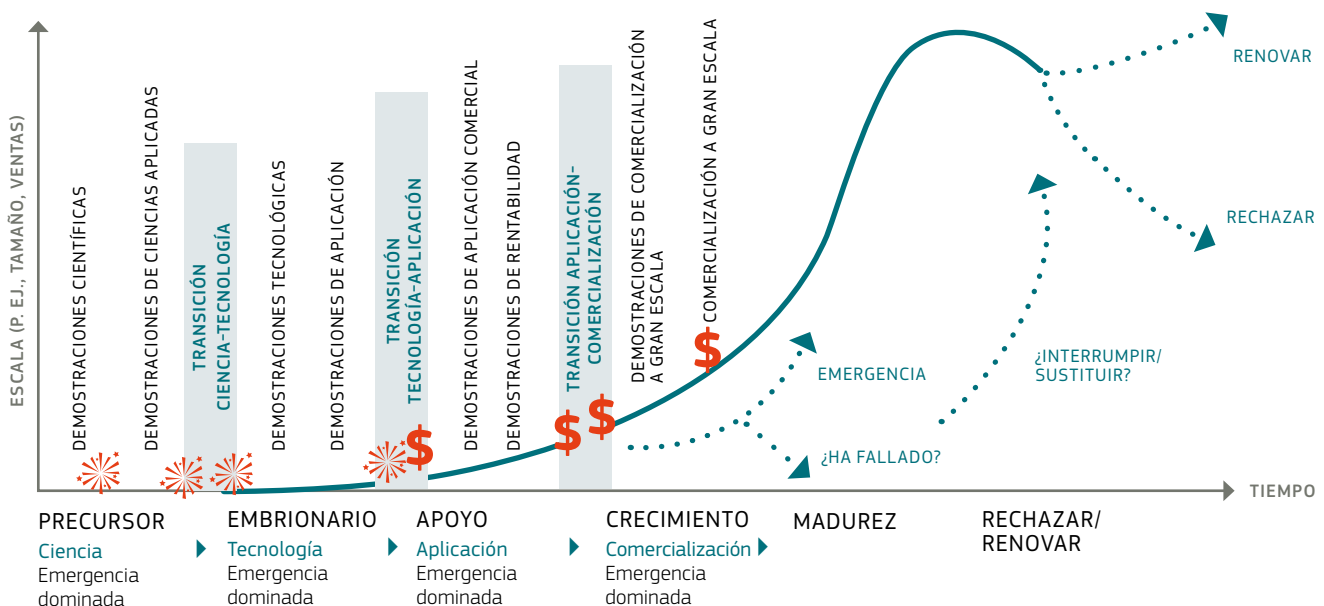 ESCALA (P. EJ., TAMAÑO, VENTAS)
DEMOSTRACIONES CIENTÍFICAS
DEMOSTRACIONES DE CIENCIAS APLICADAS
TRANSICIÓN
CIENCIA-TECNOLOGÍA
DEMOSTRACIONES TECNOLÓGICAS
DEMOSTRACIONES DE APLICACIÓN
TRANSICIÓN
TECNOLOGÍA-APLICACIÓN
DEMOSTRACIONES DE APLICACIÓN COMERCIAL
DEMOSTRACIONES DE RENTABILIDAD
TRANSICIÓN APLICACIÓN-
COMERCIALIZACIÓN
DEMOSTRACIONES DE COMERCIALIZACIÓN
A GRAN ESCALA
COMERCIALIZACIÓN A GRAN ESCALA
$
$
$
$
RENOVAR
RECHAZAR
¿INTERRUMPIR/
SUSTITUIR?
EMERGENCIA
¿HA FALLADO?
TIEMPO
PRECURSOR
Ciencia
Emergencia
dominada
EMBRIONARIO
Tecnología
Emergencia
dominada
APOYO
Aplicación
Emergencia
dominada
CRECIMIENTO
Comercialización
Emergencia
dominada
MADUREZ
RECHAZAR/
RENOVAR